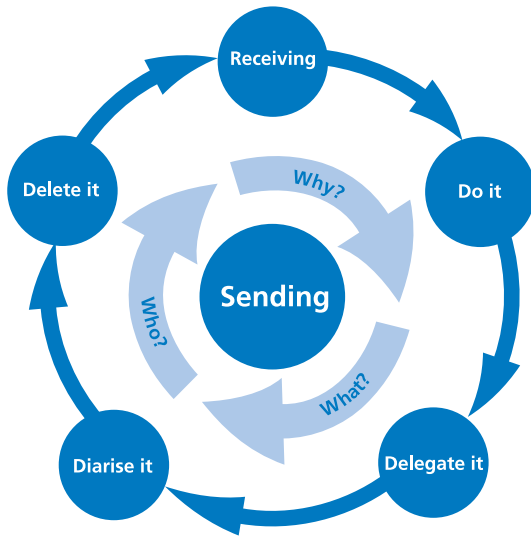 Receiving
Do it
Delegate it
Diarise it
Delete it
Why?
What?
Who?
Sending